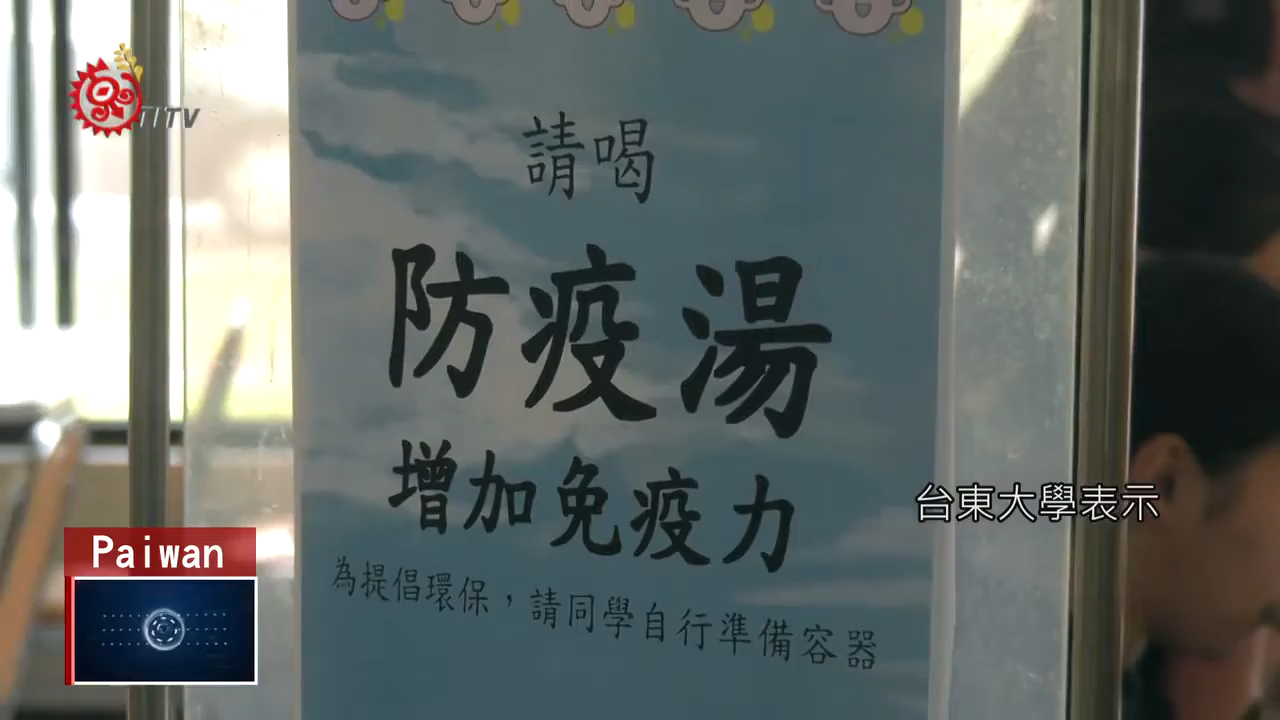 TITV
請喝
防疫湯
增加免疫力
為提倡環保，請同學自行準備容器
台東大學表示
Paiwan